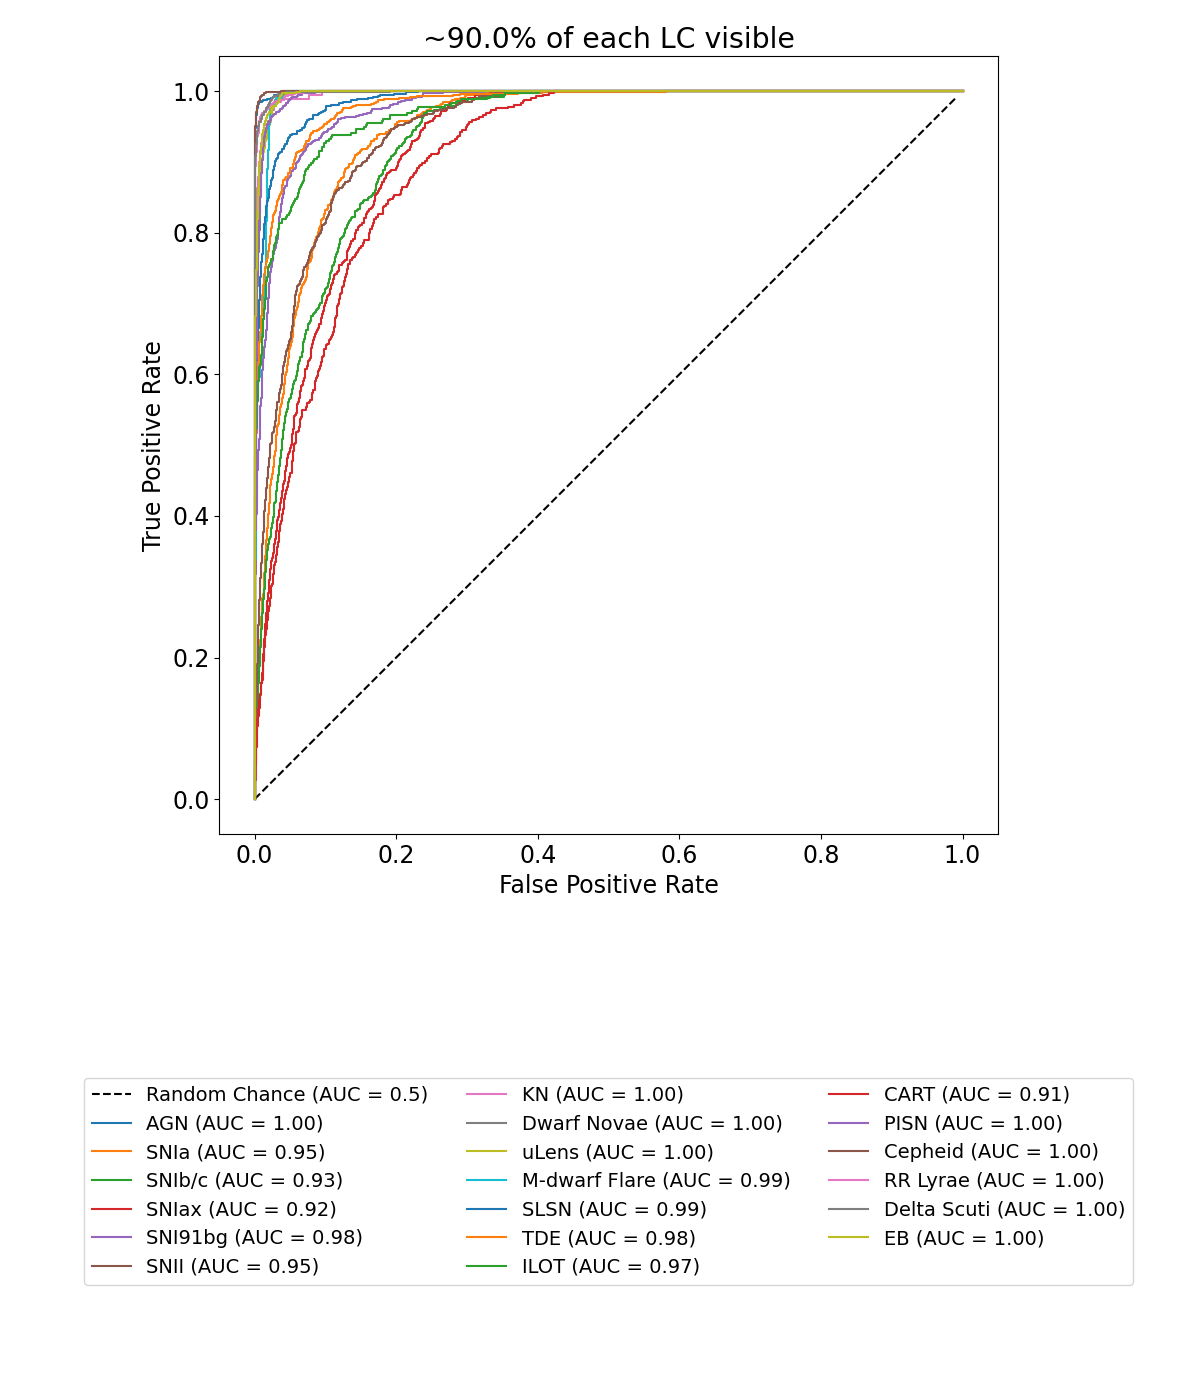 ~90.0% of each LC visible
1.0
0.8
0.6
0.4
0.2
0.0
True Positive Rate
0.0 0.2 0.4 0.6 0.8 1.0
False Positive Rate
Random Chance (AUC = 0.5)
AGN (AUC = 1.00)
SNIa (AUC = 0.95)
SNIb/c (AUC = 0.93)
SNIax (AUC = 0.92)
SNI91bg (AUC = 0.98)
SNII (AUC = 0.95)
KN (AUC = 1.00)
Dwarf Novae (AUC = 1.00)
uLens (AUC = 1.00)
M-dwarf Flare (AUC = 0.99)
SLSN (AUC = 0.99)
TDE (AUC = 0.98)
ILOT (AUC = 0.97)
CART (AUC = 0.91)
PISN (AUC = 1.00)
Cepheid (AUC = 1.00)
RR Lyrae (AUC = 1.00)
Delta Scuti (AUC = 1.00)
EB (AUC = 1.00)